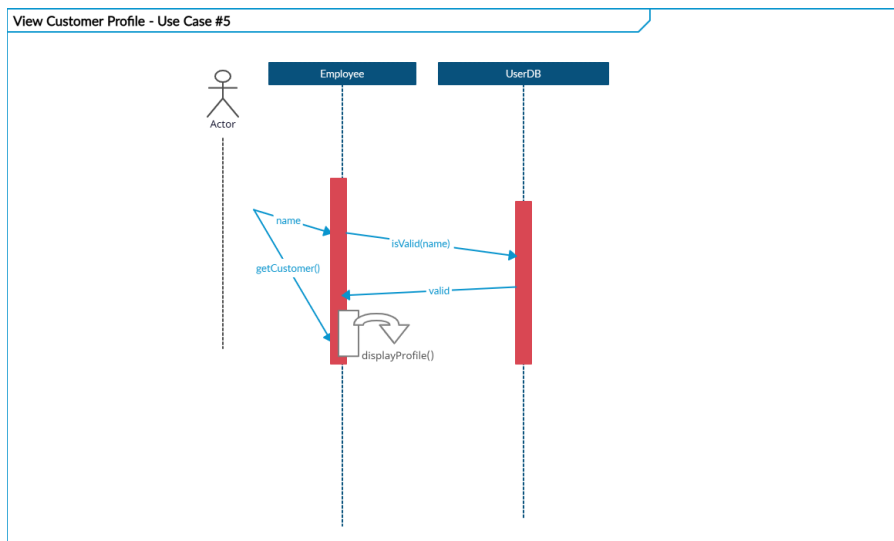 View Customer Profile - Use Case #5
Employee
UserDB
Actor
name
isValid(name)
getCustomer()
valid
displayProfile()